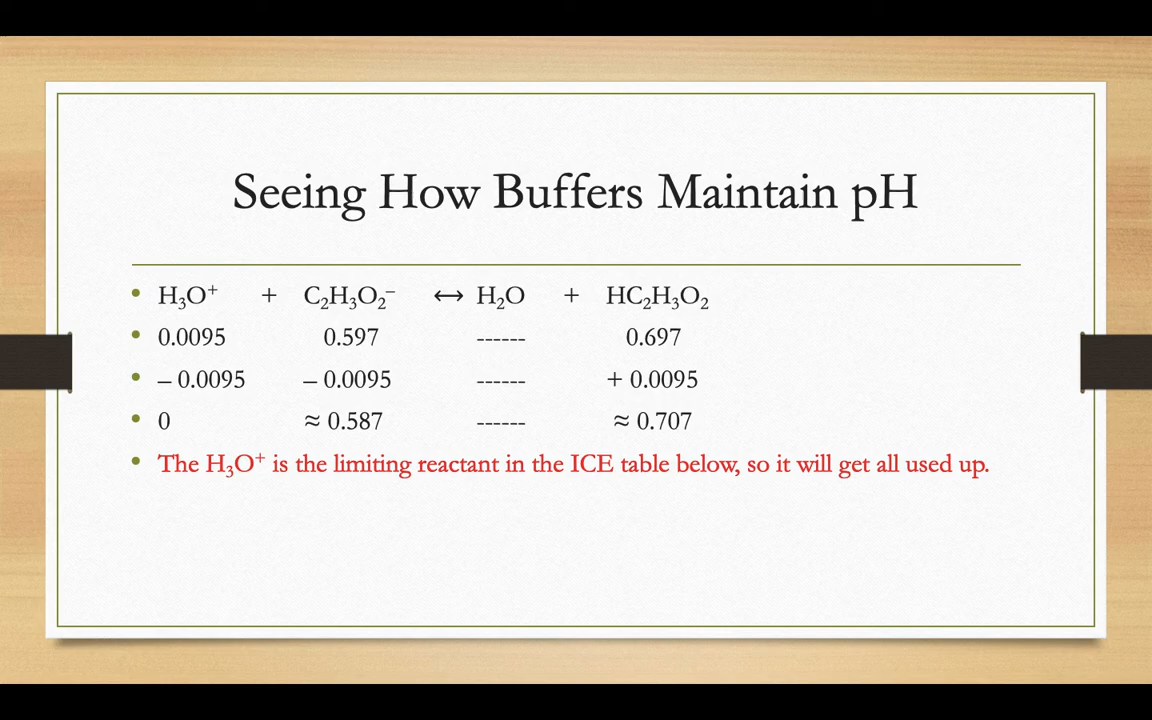 Seeing How Buffers Maintain pH
• H₃O⁺ + C₂H₃O₂⁻ ↔ H₂O + HC₂H₃O₂
• 0.0095 0.597 ------ 0.697
• – 0.0095 – 0.0095 ------ + 0.0095
• 0 ≈ 0.587 ------ ≈ 0.707
• The H₃O⁺ is the limiting reactant in the ICE table below, so it will get all used up.